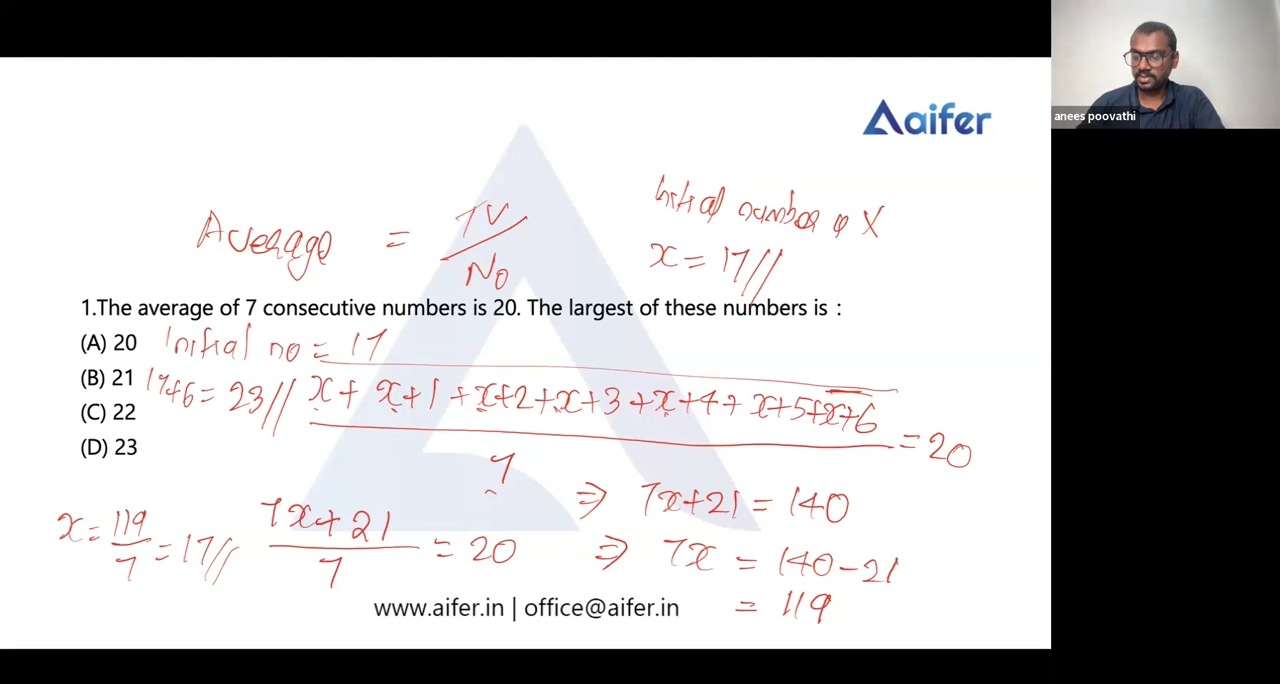 aifer
anees poovathi
Average = TV / No
Initial number = X
x = 17//
1.The average of 7 consecutive numbers is 20. The largest of these numbers is :
(A) 20 Initial no = 17
(B) 21 17+6 = 23// x + x+1 + x+2 + x+3 + x+4 + x+5 + x+6
(C) 22
7 = 20
(D) 23
⇒ 7x+21 = 140
x = 119/7 = 17// 7x+21 / 7 = 20 ⇒ 7x = 140-21
www.aifer.in | office@aifer.in = 119